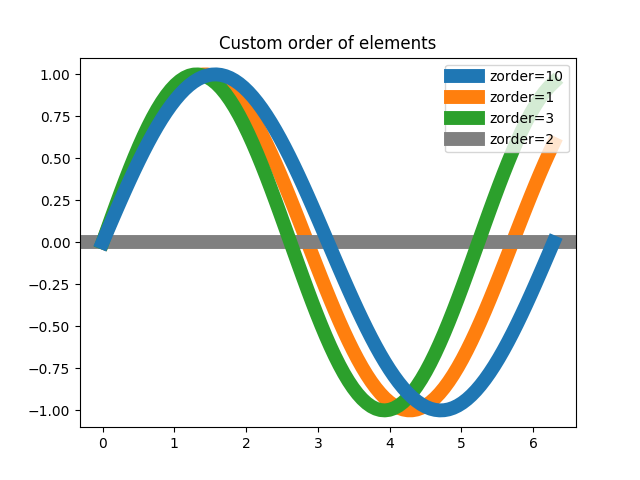 Custom order of elements
zorder=10
zorder=1
zorder=3
zorder=2
1.00
0.75
0.50
0.25
0.00
−0.25
−0.50
−0.75
−1.00
0 1 2 3 4 5 6